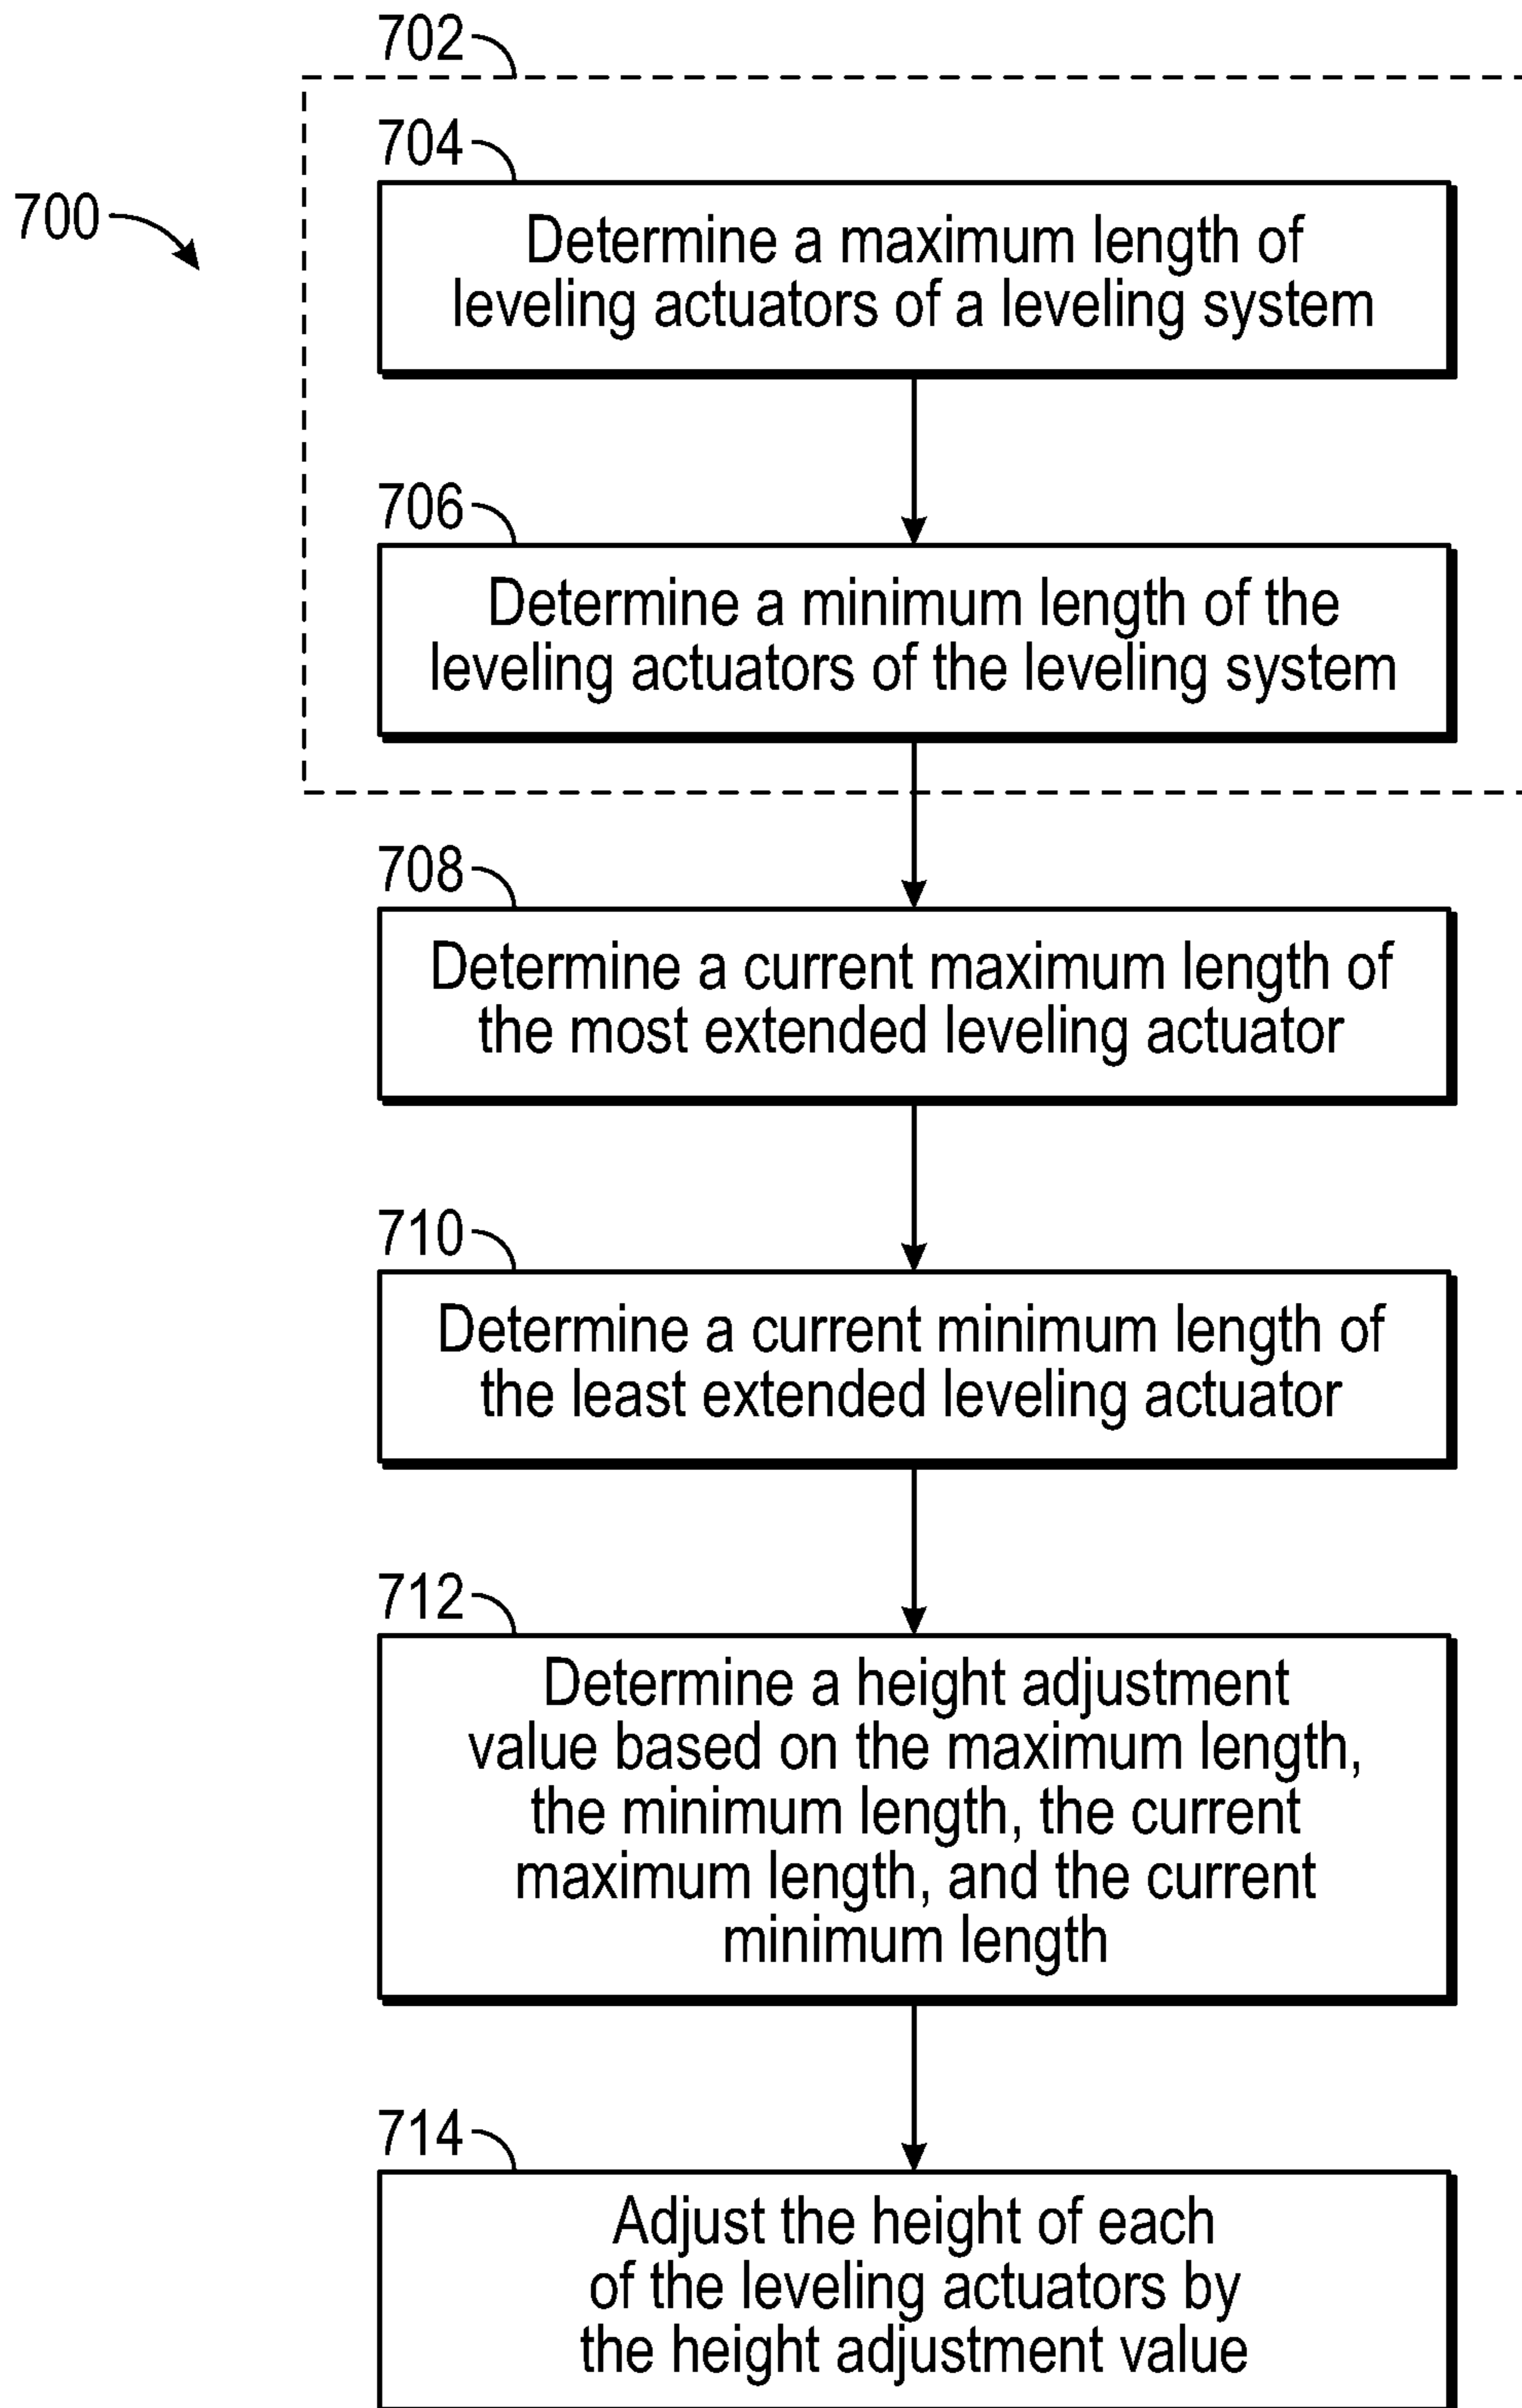 702
704
700
Determine a maximum length of
leveling actuators of a leveling system
706
Determine a minimum length of the
leveling actuators of the leveling system
708
Determine a current maximum length of
the most extended leveling actuator
710
Determine a current minimum length of
the least extended leveling actuator
712
Determine a height adjustment
value based on the maximum length,
the minimum length, the current
maximum length, and the current
minimum length
714
Adjust the height of each
of the leveling actuators by
the height adjustment value